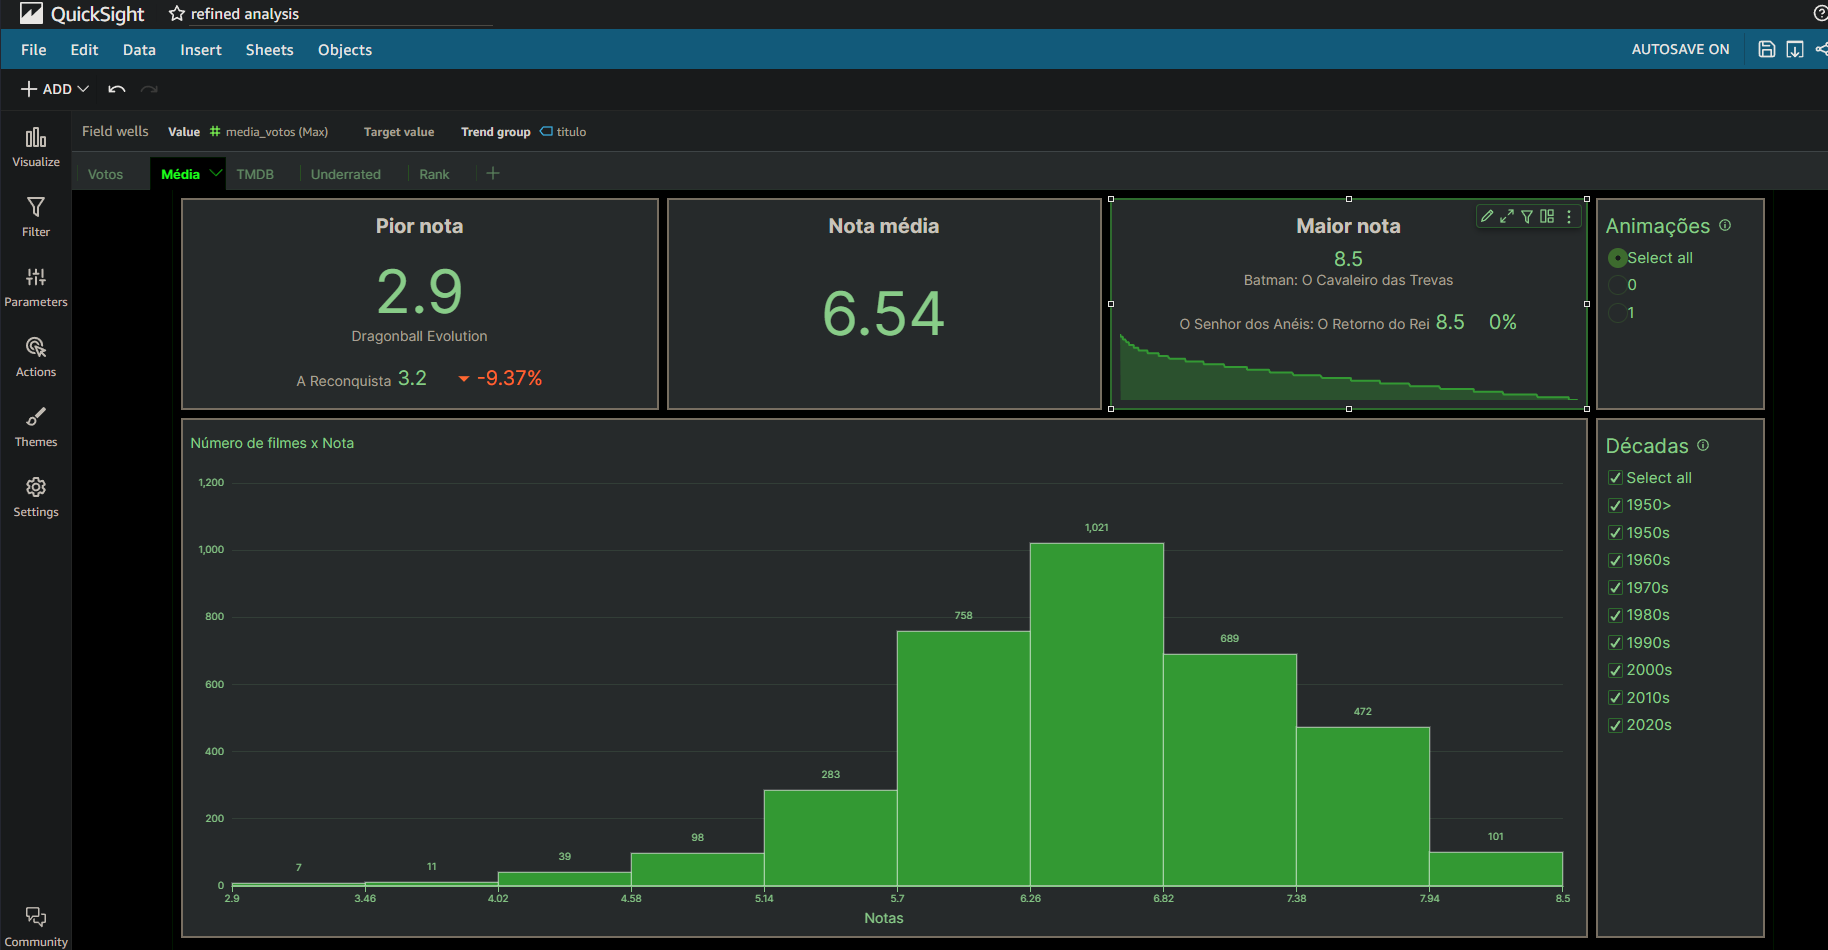 QuickSight
refined analysis
File Edit Data Insert Sheets Objects
AUTOSAVE ON
ADD
Visualize
Filter
Parameters
Actions
Themes
Settings
Community
Field wells Value # media_votos (Max) Target value Trend group titulo
Votos Média TMDB Underrated Rank
Pior nota
2.9
Dragonball Evolution
A Reconquista 3.2 -9.37%
Nota média
6.54
Maior nota
8.5
Batman: O Cavaleiro das Trevas
O Senhor dos Anéis: O Retorno do Rei 8.5 0%
Animações
Select all
0
1
Número de filmes x Nota
1,200
1,000
800
600
400
200
0
7
11
39
98
283
758
1,021
689
472
101
2.9 3.46 4.02 4.58 5.14 5.7 6.26 6.82 7.38 7.94 8.5
Notas
Décadas
Select all
1950>
1950s
1960s
1970s
1980s
1990s
2000s
2010s
2020s